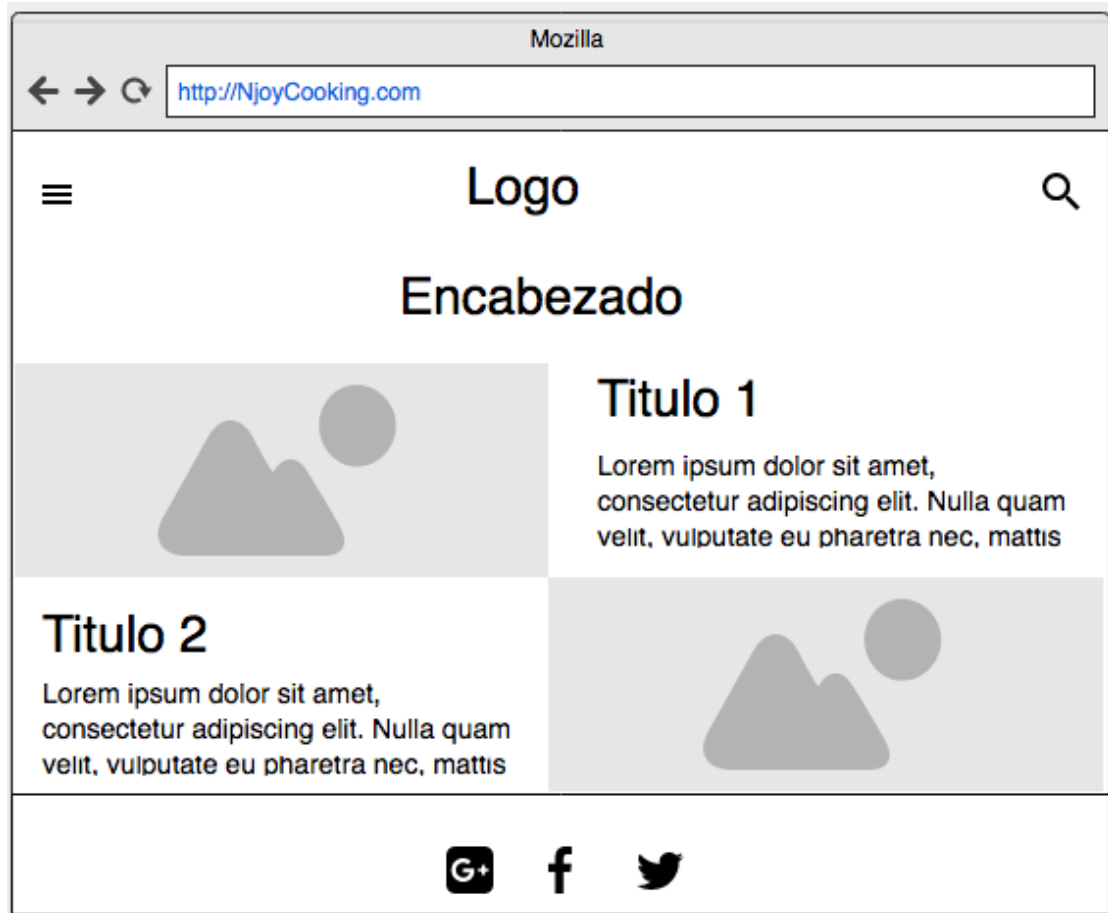 Mozilla
http://NjoyCooking.com
Logo
Encabezado
Titulo 1
Lorem ipsum dolor sit amet,
consectetur adipiscing elit. Nulla quam
velit, vulputate eu pharetra nec, mattis
Titulo 2
Lorem ipsum dolor sit amet,
consectetur adipiscing elit. Nulla quam
velit, vulputate eu pharetra nec, mattis
G+